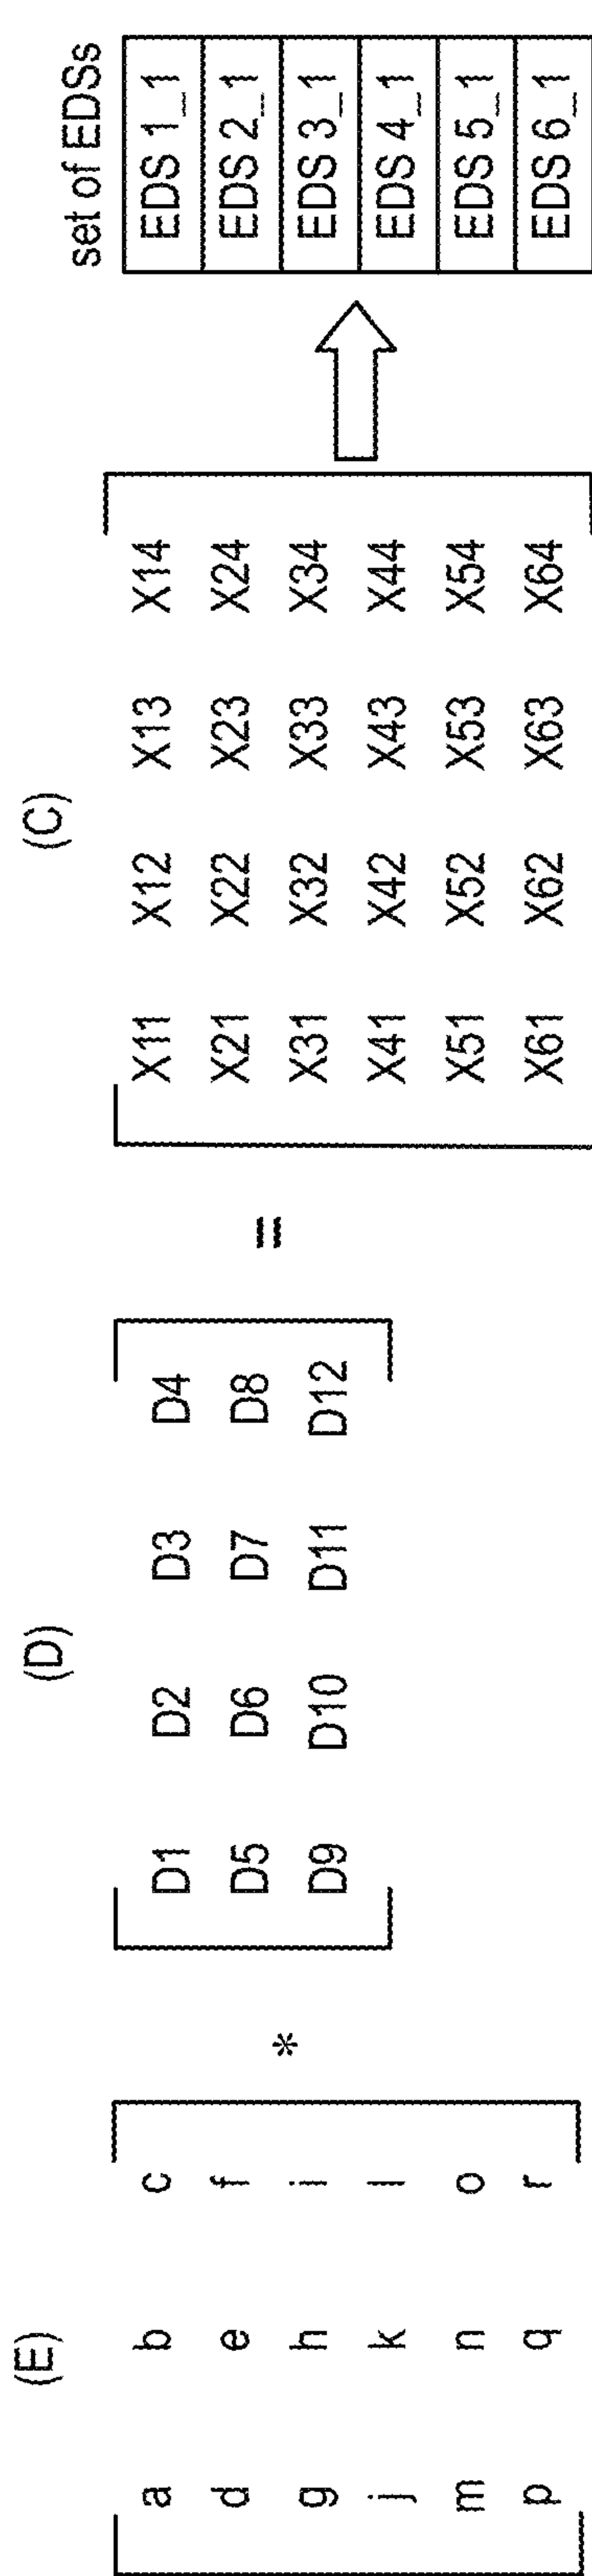 (E) (D) (C) set of EDSs
a b c D1 D2 D3 D4 X11 X12 X13 X14 EDS 1_1
d e f D5 D6 D7 D8 X21 X22 X23 X24 EDS 2_1
g h i * D9 D10 D11 D12 = X31 X32 X33 X34 EDS 3_1
j k l X41 X42 X43 X44 EDS 4_1
m n o X51 X52 X53 X54 EDS 5_1
p q r X61 X62 X63 X64 EDS 6_1